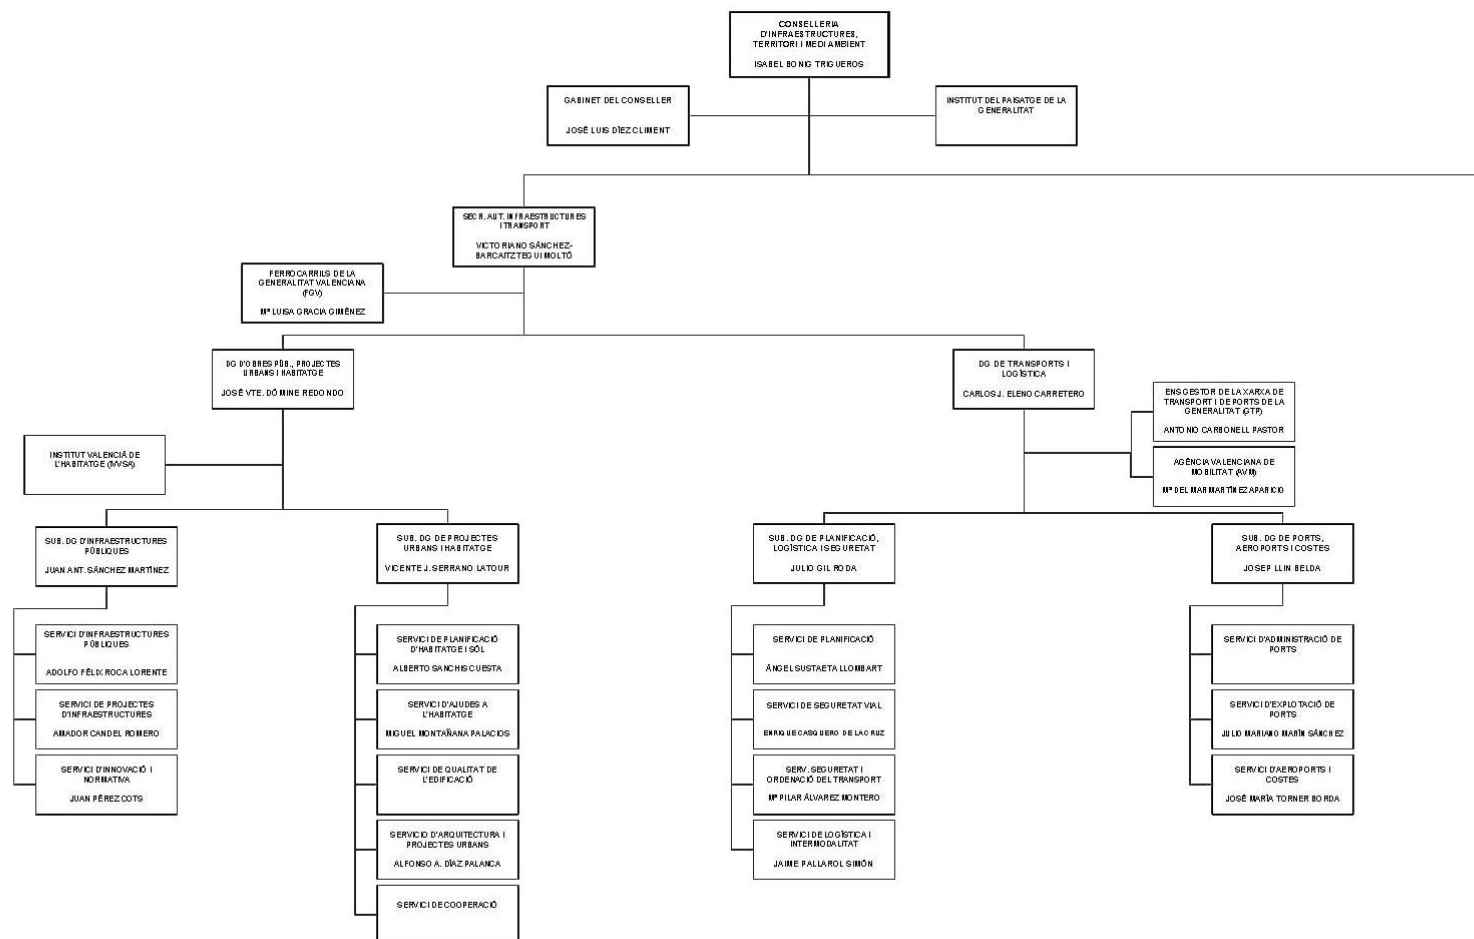 CONSELLERIA
D'INFRAESTRUCTURES,
TERRITORI I MEDI AMBIENT
ISABEL BONIG TRIGUEROS
GABINET DEL CONSELLER
JOSÉ LUIS DÍEZ CLIMENT
INSTITUT DEL PAISATGE DE LA
GENERALITAT
SECR. AUT. INFRAESTRUCTURES
I TRANSPORT
VICTORIANO SÁNCHEZ-
BARCAITZTEGUI MOLTÓ
FERROCARRILS DE LA
GENERALITAT VALENCIANA
(FGV)
Mª LUISA GRACIA GIMÉNEZ
DG D'OBRES PÚB., PROJECTES
URBANS I HABITATGE
JOSÉ VTE. DÓMINE REDONDO
DG DE TRANSPORTS I
LOGÍSTICA
CARLOS J. ELENO CARRETERO
ENS GESTOR DE LA XARXA DE
TRANSPORT I DE PORTS DE LA
GENERALITAT (GTP)
ANTONIO CARBONELL PASTOR
AGÈNCIA VALENCIANA DE
MOBILITAT (AVM)
Mª DEL MAR MARTÍNEZ APARICIO
INSTITUT VALENCIÀ DE
L'HABITATGE (IVVSA)
SUB. DG D'INFRAESTRUCTURES
PÚBLIQUES
JUAN ANT. SÁNCHEZ MARTÍNEZ
SERVICI D'INFRAESTRUCTURES
PÚBLIQUES
ADOLFO FÉLIX ROCA LORENTE
SERVICI DE PROJECTES
D'INFRAESTRUCTURES
AMADOR CANDEL ROMERO
SERVICI D'INNOVACIÓ I
NORMATIVA
JUAN PÉREZ COTS
SUB. DG DE PROJECTES
URBANS I HABITATGE
VICENTE J. SERRANO LATOUR
SERVICI DE PLANIFICACIÓ
D'HABITATGE I SÒL
ALBERTO SANCHIS CUESTA
SERVICI D'AJUDES A
L'HABITATGE
MIGUEL MONTAÑANA PALACIOS
SERVICI DE QUALITAT DE
L'EDIFICACIÓ
SERVICIO D'ARQUITECTURA I
PROJECTES URBANS
ALFONSO A. DÍAZ PALANCA
SERVICI DE COOPERACIÓ
SUB. DG DE PLANIFICACIÓ,
LOGÍSTICA I SEGURETAT
JULIO GIL RODA
SERVICI DE PLANIFICACIÓ
ÁNGEL SUSTAETA LLOMBART
SERVICI DE SEGURETAT VIAL
ENRIQUE CASQUERO DE LA CRUZ
SERV. SEGURETAT I
ORDENACIÓ DEL TRANSPORT
Mª PILAR ÁLVAREZ MONTERO
SERVICI DE LOGÍSTICA I
INTERMODALITAT
JAIME PALLAROL SIMÓN
SUB. DG DE PORTS,
AEROPORTS I COSTES
JOSEP LLIN BELDA
SERVICI D'ADMINISTRACIÓ DE
PORTS
SERVICI D'EXPLOTACIÓ DE
PORTS
JULIO MARIANO MARÍN SÁNCHEZ
SERVICI D'AEROPORTS I
COSTES
JOSÉ MARÍA TORNER BORDA